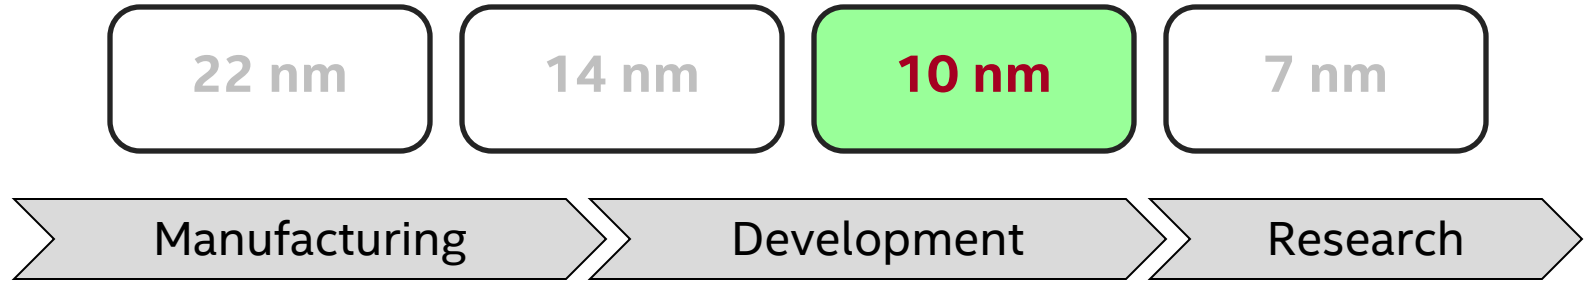 22 nm 14 nm 10 nm 7 nm
Manufacturing Development Research